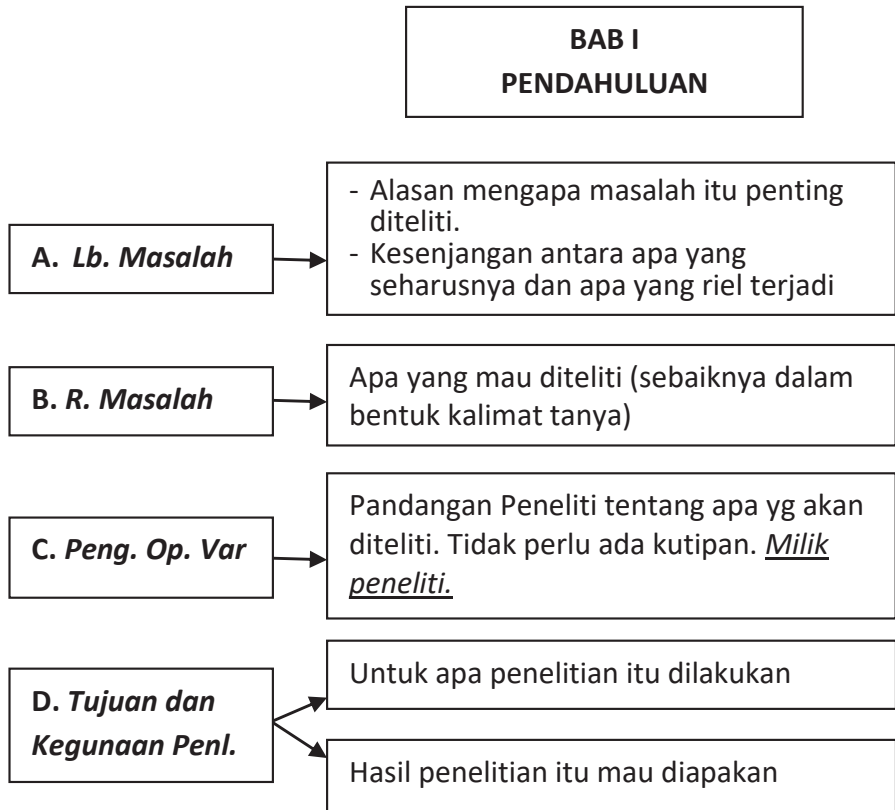 BAB I
PENDAHULUAN
A. Lb. Masalah
- Alasan mengapa masalah itu penting
diteliti.
- Kesenjangan antara apa yang
seharusnya dan apa yang riel terjadi
B. R. Masalah
Apa yang mau diteliti (sebaiknya dalam
bentuk kalimat tanya)
C. Peng. Op. Var
Pandangan Peneliti tentang apa yg akan
diteliti. Tidak perlu ada kutipan. Milik
peneliti.
D. Tujuan dan
Kegunaan Penl.
Untuk apa penelitian itu dilakukan
Hasil penelitian itu mau diapakan